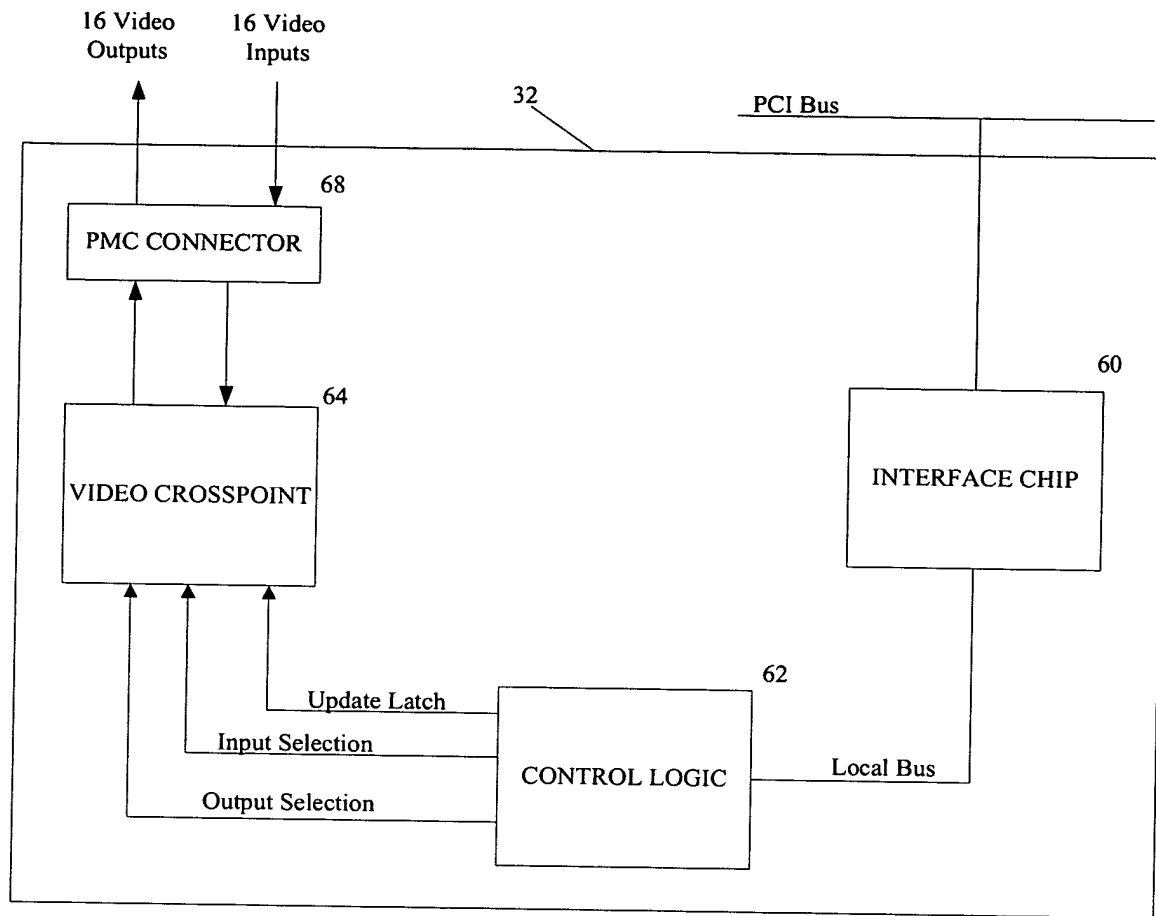 16 Video
Outputs
16 Video
Inputs
32
PCI Bus
68
PMC CONNECTOR
64
60
VIDEO CROSSPOINT
INTERFACE CHIP
62
Update Latch
Input Selection
CONTROL LOGIC
Local Bus
Output Selection